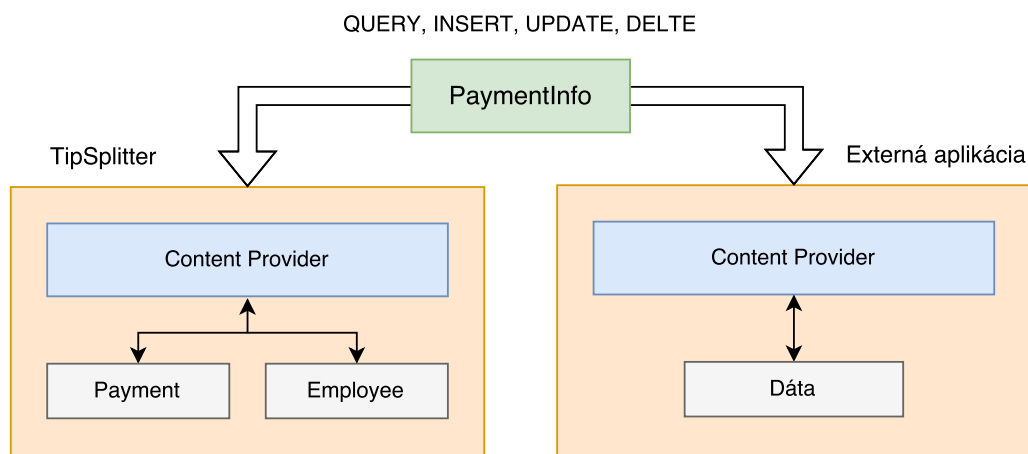 QUERY, INSERT, UPDATE, DELTE
PaymentInfo
TipSplitter
Externá aplikácia
Content Provider
Content Provider
Payment
Employee
Dáta